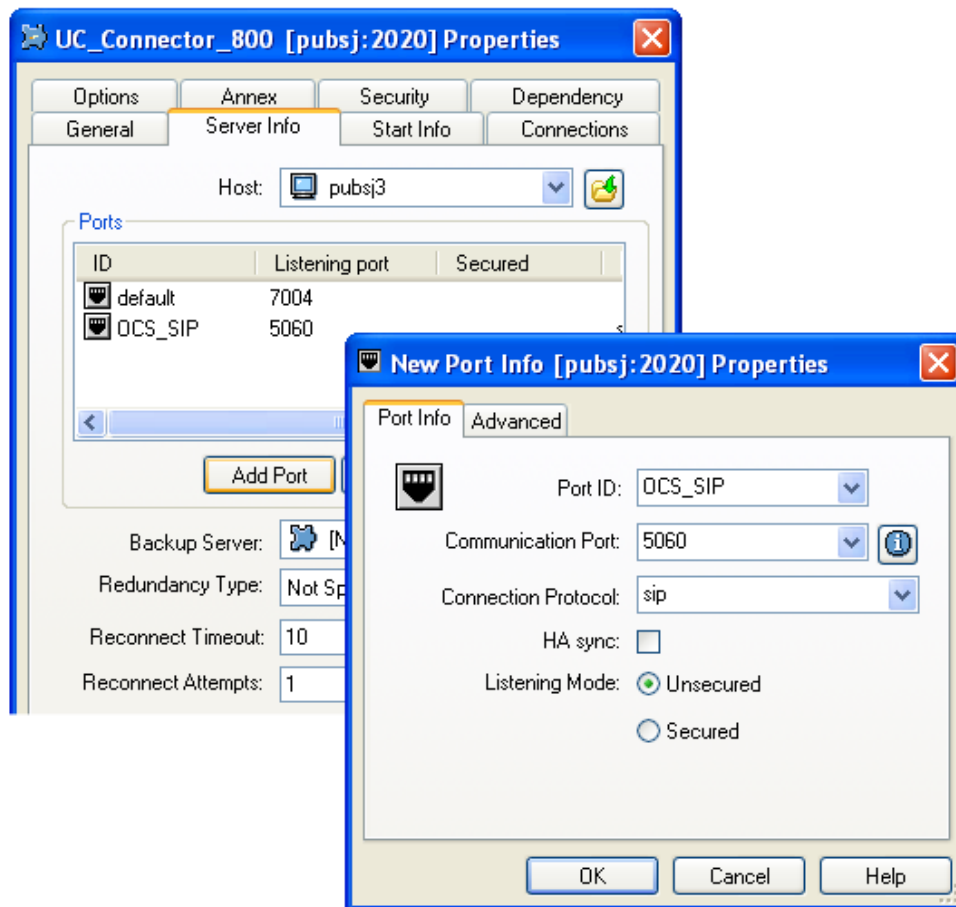 UC_Connector_800 [pubsj:2020] Properties
Options Annex Security Dependency
General Server Info Start Info Connections
Host: pubsj3
Ports
ID Listening port Secured
default 7004
OCS_SIP 5060 s
Add Port
Backup Server: [N
Redundancy Type: Not Sp
Reconnect Timeout: 10
Reconnect Attempts: 1
New Port Info [pubsj:2020] Properties
Port Info Advanced
Port ID: OCS_SIP
Communication Port: 5060
Connection Protocol: sip
HA sync:
Listening Mode: Unsecured
Secured
OK Cancel Help